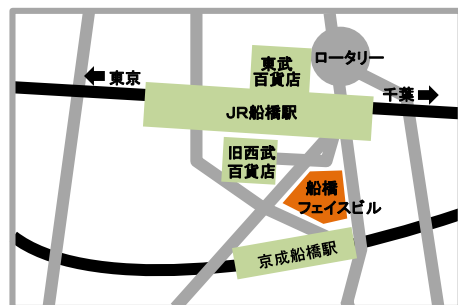 ロータリー
東武
百貨店
東京
千葉
JR船橋駅
旧西武
百貨店
船橋
フェイスビル
京成船橋駅